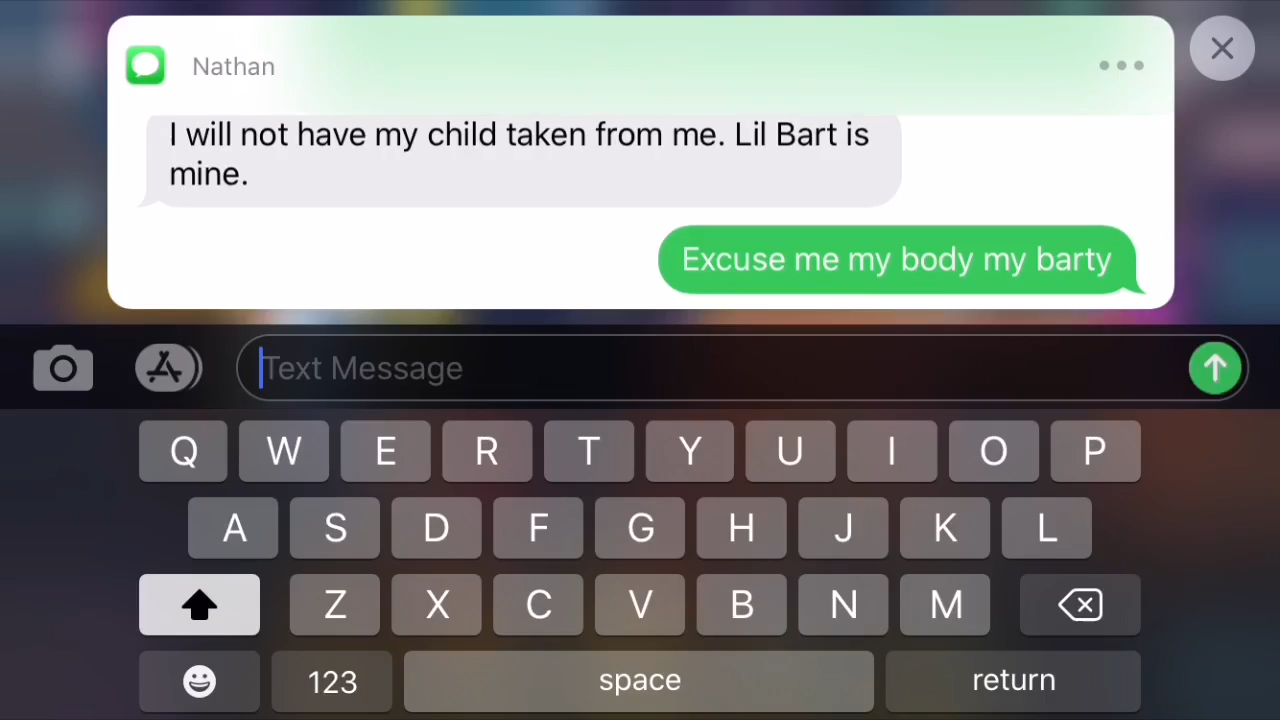 Nathan
I will not have my child taken from me. Lil Bart is
mine.
Excuse me my body my barty
Text Message
Q W E R T Y U I O P
A S D F G H J K L
Z X C V B N M
123 space return